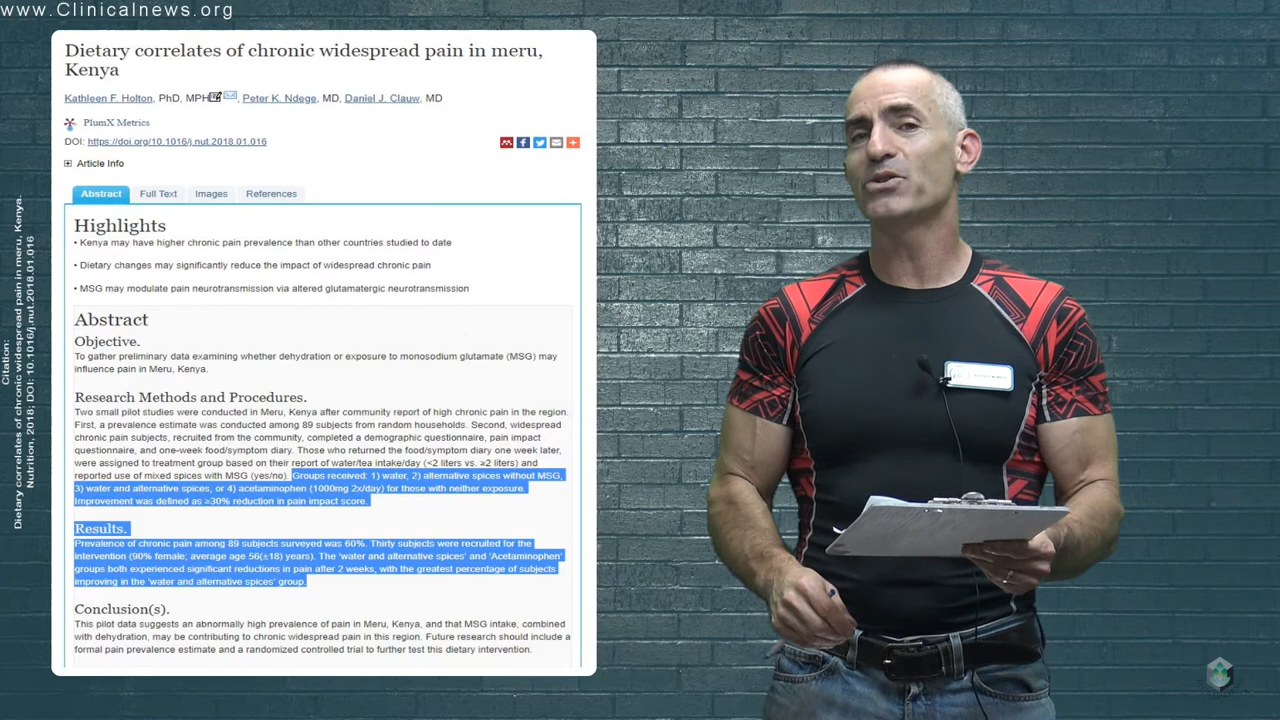 www.Clinicalnews.org
Dietary correlates of chronic widespread pain in meru,
Kenya
Kathleen F. Holton, PhD, MPH, Peter K. Ndege, MD, Daniel J. Clauw, MD
PlumX Metrics
DOI: https://doi.org/10.1016/j.nut.2018.01.016
Article Info
Abstract Full Text Images References
Highlights
• Kenya may have higher chronic pain prevalence than other countries studied to date
• Dietary changes may significantly reduce the impact of widespread chronic pain
• MSG may modulate pain neurotransmission via altered glutamatergic neurotransmission
Abstract
Objective.
To gather preliminary data examining whether dehydration or exposure to monosodium glutamate (MSG) may
influence pain in Meru, Kenya.
Research Methods and Procedures.
Two small pilot studies were conducted in Meru, Kenya after community report of high chronic pain in the region.
First, a prevalence estimate was conducted among 89 subjects from random households. Second, widespread
chronic pain subjects, recruited from the community, completed a demographic questionnaire, pain impact
questionnaire, and one-week food/symptom diary. Those who returned the food/symptom diary one week later,
were assigned to treatment group based on their report of water/tea intake/day (<2 liters vs. ≥2 liters) and
reported use of mixed spices with MSG (yes/no). Groups received: 1) water, 2) alternative spices without MSG,
3) water and alternative spices, or 4) acetaminophen (1000mg 2x/day) for those with neither exposure.
Improvement was defined as ≥30% reduction in pain impact score.
Results.
Prevalence of chronic pain among 89 subjects surveyed was 60%. Thirty subjects were recruited for the
intervention (90% female; average age 56(±18) years). The 'water and alternative spices' and 'Acetaminophen'
groups both experienced significant reductions in pain after 2 weeks, with the greatest percentage of subjects
improving in the 'water and alternative spices' group.
Conclusion(s).
This pilot data suggests an abnormally high prevalence of pain in Meru, Kenya, and that MSG intake, combined
with dehydration, may be contributing to chronic widespread pain in this region. Future research should include a
formal pain prevalence estimate and a randomized controlled trial to further test this dietary intervention.
Citation:
Dietary correlates of chronic widespread pain in meru, Kenya.
Nutrition, 2018; DOI: 10.1016/j.nut.2018.01.016